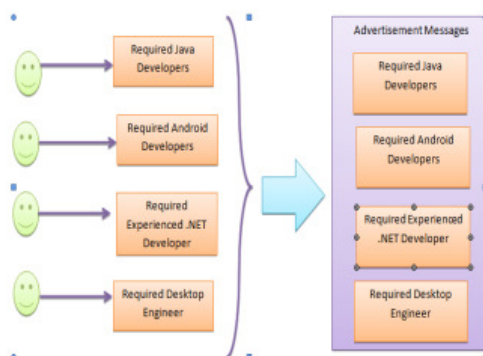 Required Java
Developers
Required Android
Developers
Required
Experienced .NET
Developer
Required Desktop
Engineer
Advertisement Messages
Required Java
Developers
Required Android
Developers
Required Experienced
.NET Developer
Required Desktop
Engineer